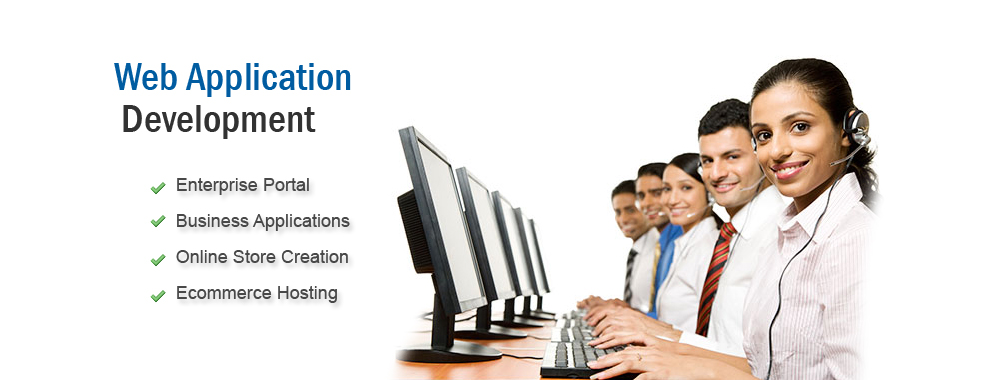 Web Application
Development
Enterprise Portal
Business Applications
Online Store Creation
Ecommerce Hosting